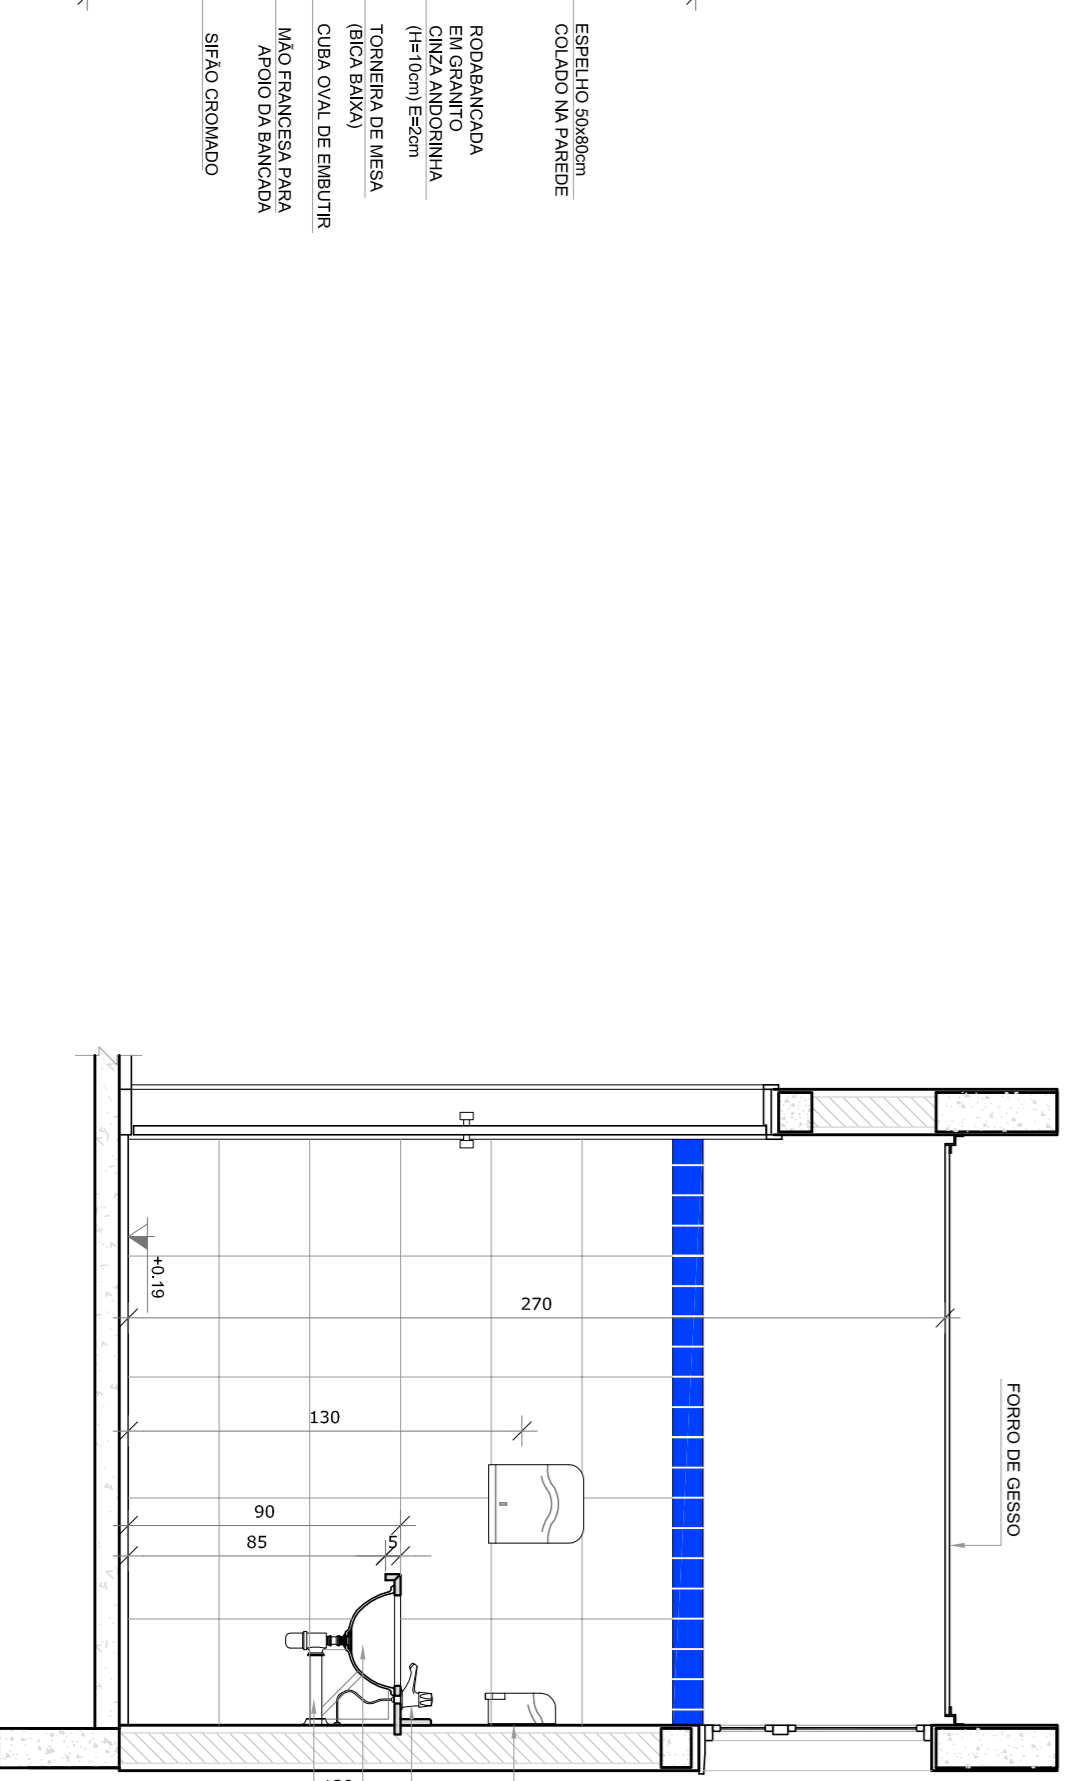 ESPELHO 50x80cm
COLADO NA PAREDE
RODABANCADA
EM GRANITO
CINZA ANDORINHA
(H=10cm) E=2cm
TORNEIRA DE MESA
(BICA BAIXA)
CUBA OVAL DE EMBUTIR
MÃO FRANCESA PARA
APOIO DA BANCADA
SIFÃO CROMADO
FORRO DE GESSO
+0.19
270
130
90
85
5